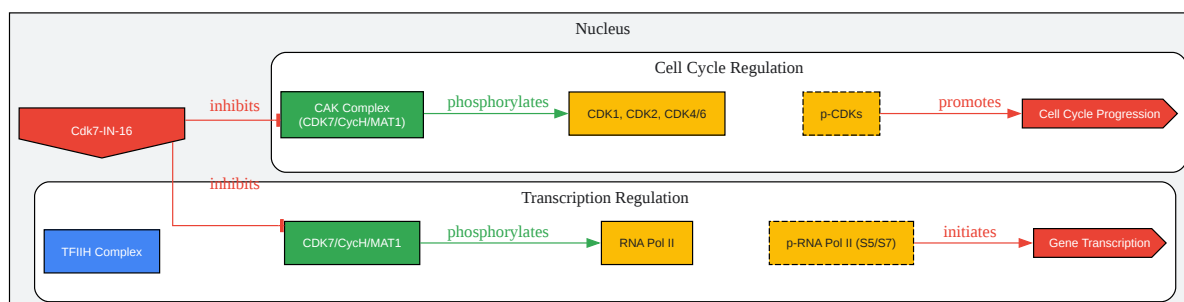 Nucleus
Cell Cycle Regulation
Cdk7-IN-16
inhibits
CAK Complex
(CDK7/CycH/MAT1)
phosphorylates
CDK1, CDK2, CDK4/6
p-CDKs
promotes
Cell Cycle Progression
inhibits
Transcription Regulation
TFIIH Complex
CDK7/CycH/MAT1
phosphorylates
RNA Pol II
p-RNA Pol II (S5/S7)
initiates
Gene Transcription